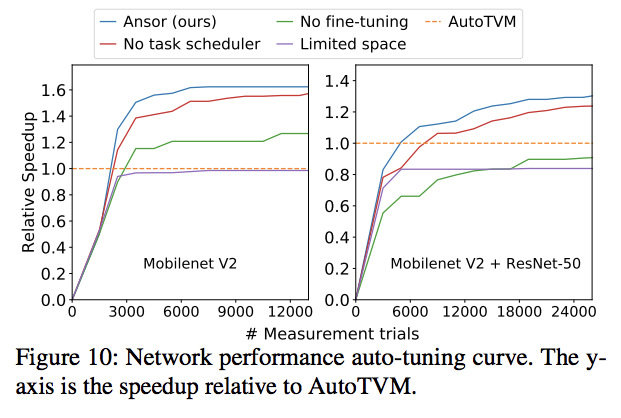 Ansor (ours)
No fine-tuning
AutoTVM
No task scheduler
Limited space
Relative Speedup
1.6
1.4
1.2
1.0
0.8
0.6
0.4
0.2
0.0
Mobilenet V2
0 3000 6000 9000 12000
1.4
1.2
1.0
0.8
0.6
0.4
0.2
0.0
Mobilenet V2 + ResNet-50
0 6000 12000 18000 24000
# Measurement trials
Figure 10: Network performance auto-tuning curve. The y-
axis is the speedup relative to AutoTVM.